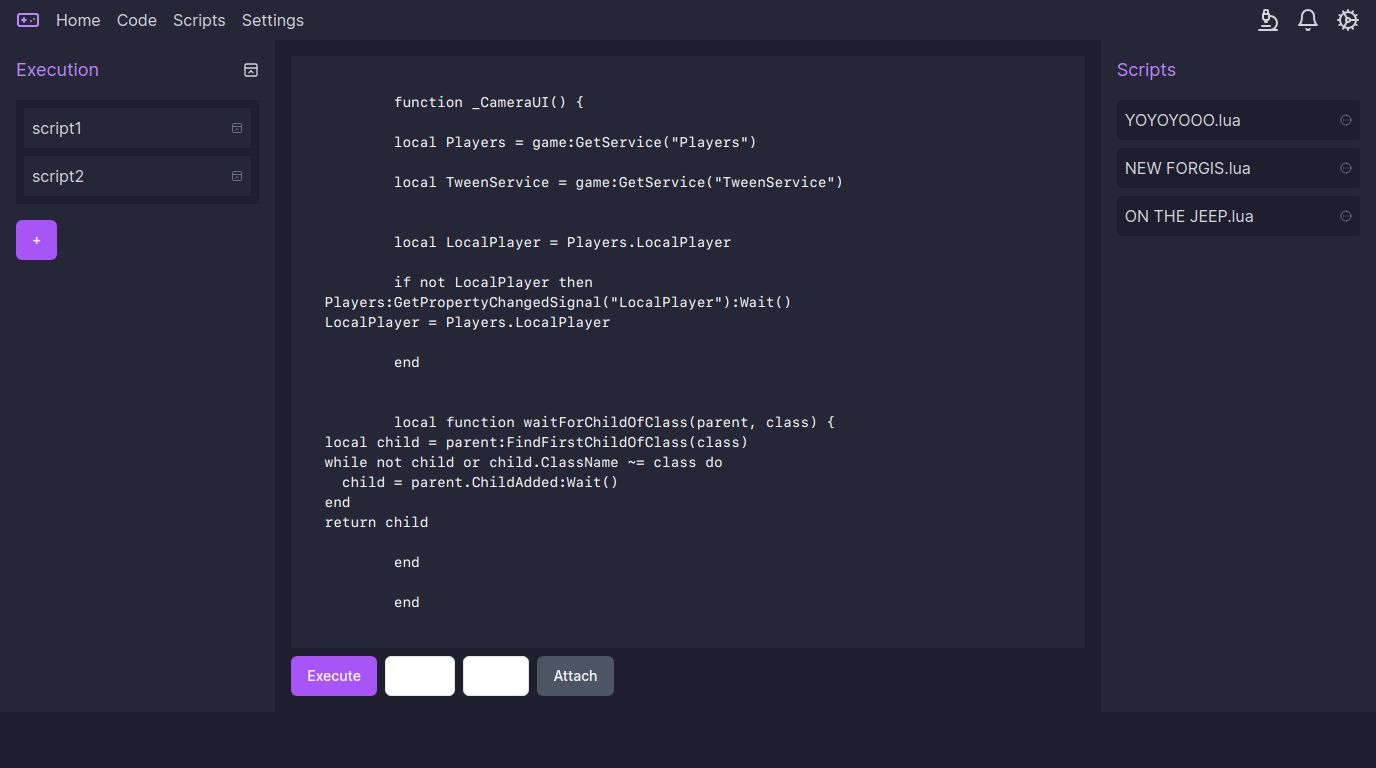 Home Code Scripts Settings
Execution
script1
script2
+
function _CameraUI() {
local Players = game:GetService("Players")
local TweenService = game:GetService("TweenService")
local LocalPlayer = Players.LocalPlayer
if not LocalPlayer then
Players:GetPropertyChangedSignal("LocalPlayer"):Wait()
LocalPlayer = Players.LocalPlayer
end
local function waitForChildOfClass(parent, class) {
local child = parent:FindFirstChildOfClass(class)
while not child or child.ClassName ~= class do
child = parent.ChildAdded:Wait()
end
return child
end
end
Execute Attach
Scripts
YOYOYOOO.lua
NEW FORGIS.lua
ON THE JEEP.lua